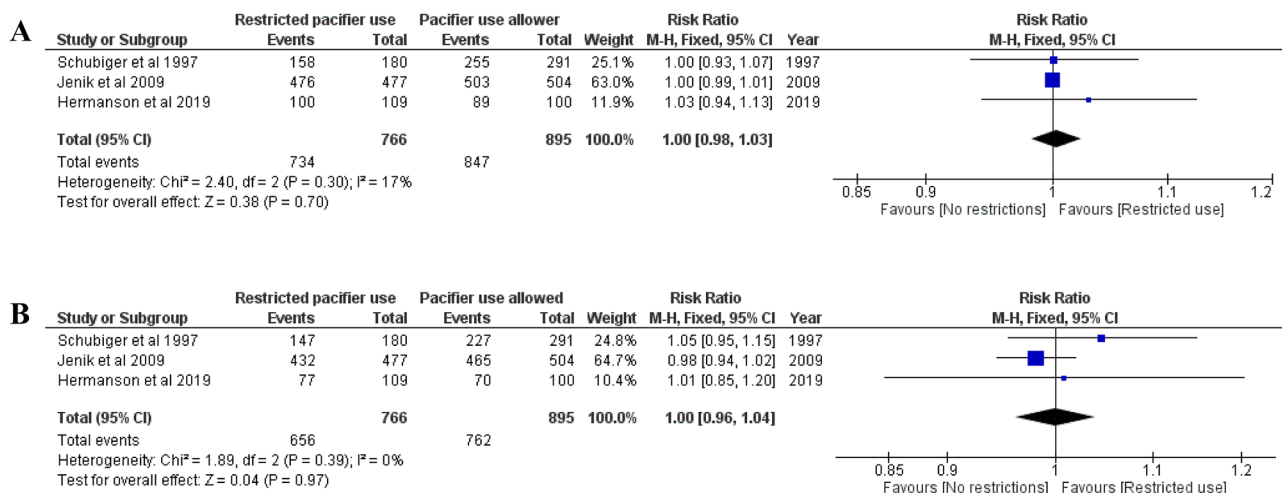 A
Restricted pacifier use Pacifier use allower Risk Ratio Risk Ratio
Study or Subgroup Events Total Events Total Weight M-H, Fixed, 95% CI Year M-H, Fixed, 95% CI
Schubiger et al 1997 158 180 255 291 25.1% 1.00 [0.93, 1.07] 1997
Jenik et al 2009 476 477 503 504 63.0% 1.00 [0.99, 1.01] 2009
Hermanson et al 2019 100 109 89 100 11.9% 1.03 [0.94, 1.13] 2019
Total (95% CI) 766 895 100.0% 1.00 [0.98, 1.03]
Total events 734 847
Heterogeneity: Chi² = 2.40, df = 2 (P = 0.30); I² = 17%
Test for overall effect: Z = 0.38 (P = 0.70)
0.85 0.9 1 1.1 1.2
Favours [No restrictions] Favours [Restricted use]
B
Restricted pacifier use Pacifier use allowed Risk Ratio Risk Ratio
Study or Subgroup Events Total Events Total Weight M-H, Fixed, 95% CI Year M-H, Fixed, 95% CI
Schubiger et al 1997 147 180 227 291 24.8% 1.05 [0.95, 1.15] 1997
Jenik et al 2009 432 477 465 504 64.7% 0.98 [0.94, 1.02] 2009
Hermanson et al 2019 77 109 70 100 10.4% 1.01 [0.85, 1.20] 2019
Total (95% CI) 766 895 100.0% 1.00 [0.96, 1.04]
Total events 656 762
Heterogeneity: Chi² = 1.89, df = 2 (P = 0.39); I² = 0%
Test for overall effect: Z = 0.04 (P = 0.97)
0.85 0.9 1 1.1 1.2
Favours [No restrictions] Favours [Restricted use]